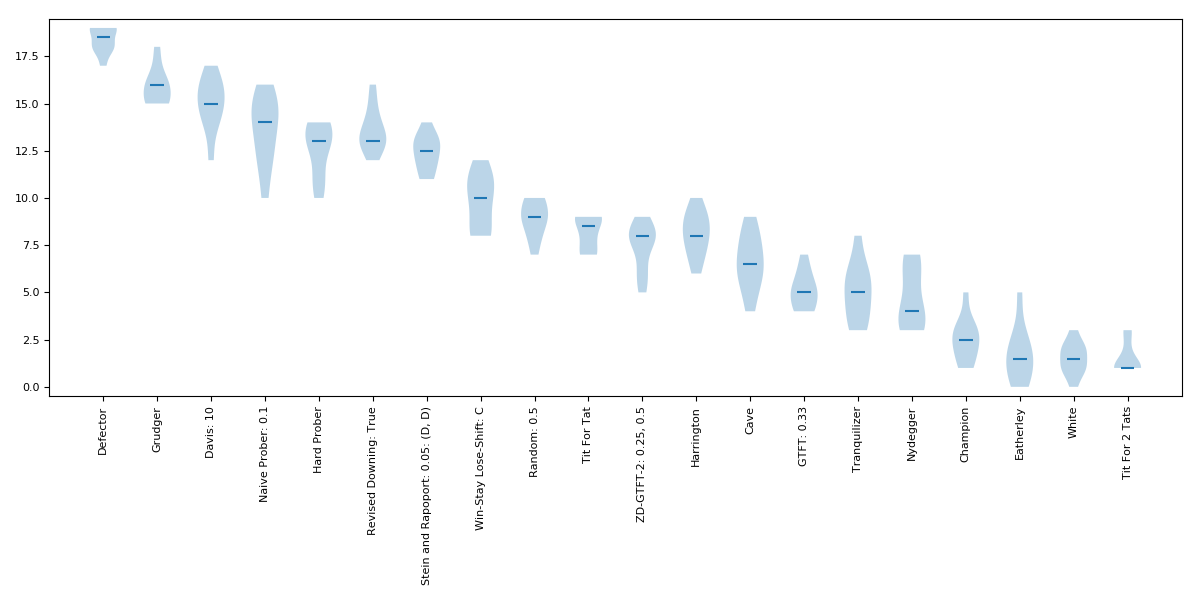 17.5
15.0
12.5
10.0
7.5
5.0
2.5
0.0
Defector
Grudger
Davis: 10
Naive Prober: 0.1
Hard Prober
Revised Downing: True
Stein and Rapoport: 0.05: (D, D)
Win-Stay Lose-Shift: C
Random: 0.5
Tit For Tat
ZD-GTFT-2: 0.25, 0.5
Harrington
Cave
GTFT: 0.33
Tranquilizer
Nydegger
Champion
Eatherley
White
Tit For 2 Tats